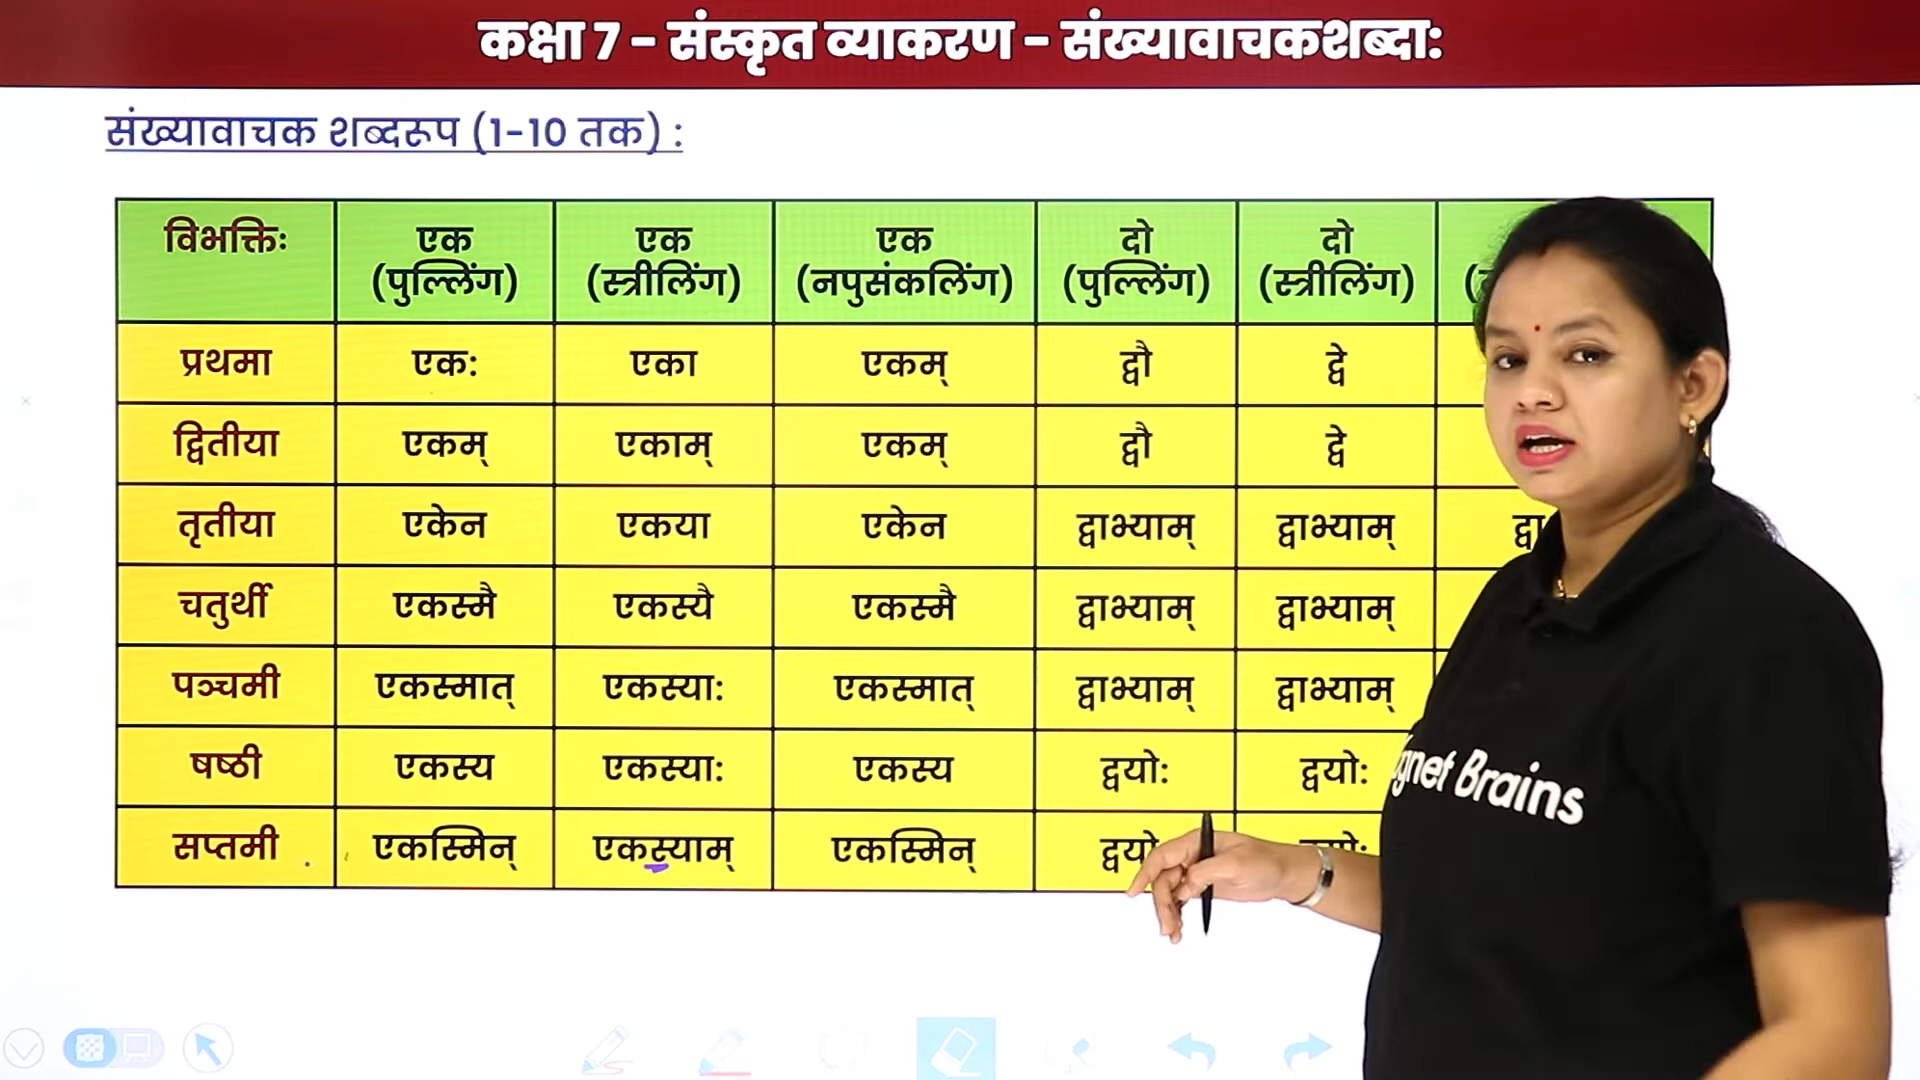 कक्षा 7 - संस्कृत व्याकरण - संख्यावाचकशब्दाः
संख्यावाचक शब्दरूप (1-10 तक) :
विभक्तिः एक (पुल्लिंग) एक (स्त्रीलिंग) एक (नपुसंकलिंग) दो (पुल्लिंग) दो (स्त्रीलिंग)
प्रथमा एकः एका एकम् द्वौ द्वे
द्वितीया एकम् एकाम् एकम् द्वौ द्वे
तृतीया एकेन एकया एकेन द्वाभ्याम् द्वाभ्याम्
चतुर्थी एकस्मै एकस्यै एकस्मै द्वाभ्याम् द्वाभ्याम्
पञ्चमी एकस्मात् एकस्याः एकस्मात् द्वाभ्याम् द्वाभ्याम्
षष्ठी एकस्य एकस्याः एकस्य द्वयोः द्वयोः
सप्तमी एकस्मिन् एकस्याम् एकस्मिन्
Brains